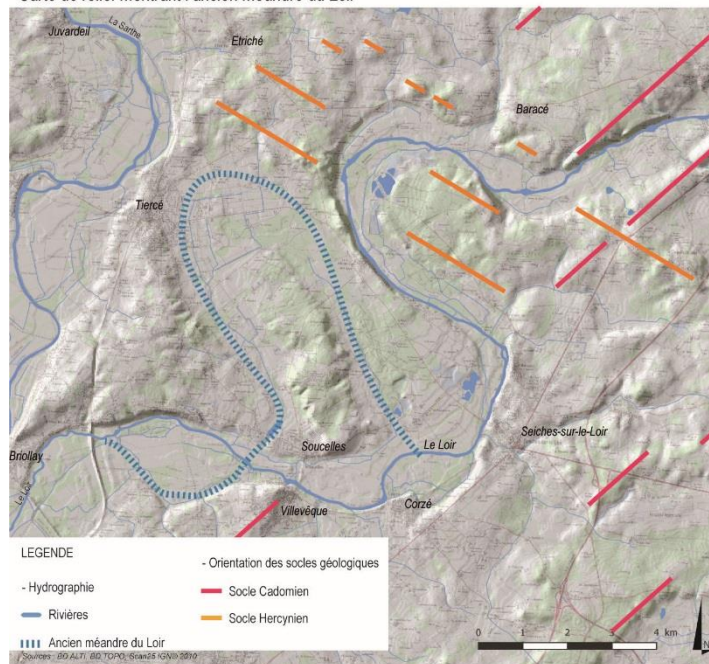 Carte de relief montrant l'ancien méandre du Loir
Juvardeil
La Sarthe
Etriché
Baracé
Tiercé
Briollay
Soucelles
Le Loir
Seiches-sur-le-Loir
Le Loir
Villevêque
Corzé
LEGENDE
- Orientation des socles géologiques
- Hydrographie
Socle Cadomien
Rivières
Socle Hercynien
Ancien méandre du Loir
Sources : BD ALTI, BD TOPO, Scan25 IGN© 2010
0 1 2 3 4 km
N